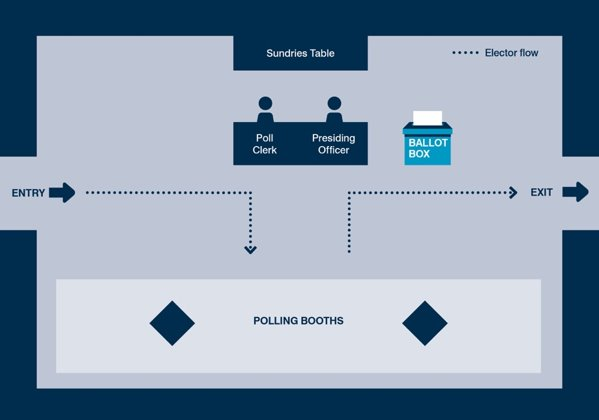 Sundries Table
Elector flow
Poll
Clerk
Presiding
Officer
BALLOT
BOX
ENTRY
EXIT
POLLING BOOTHS